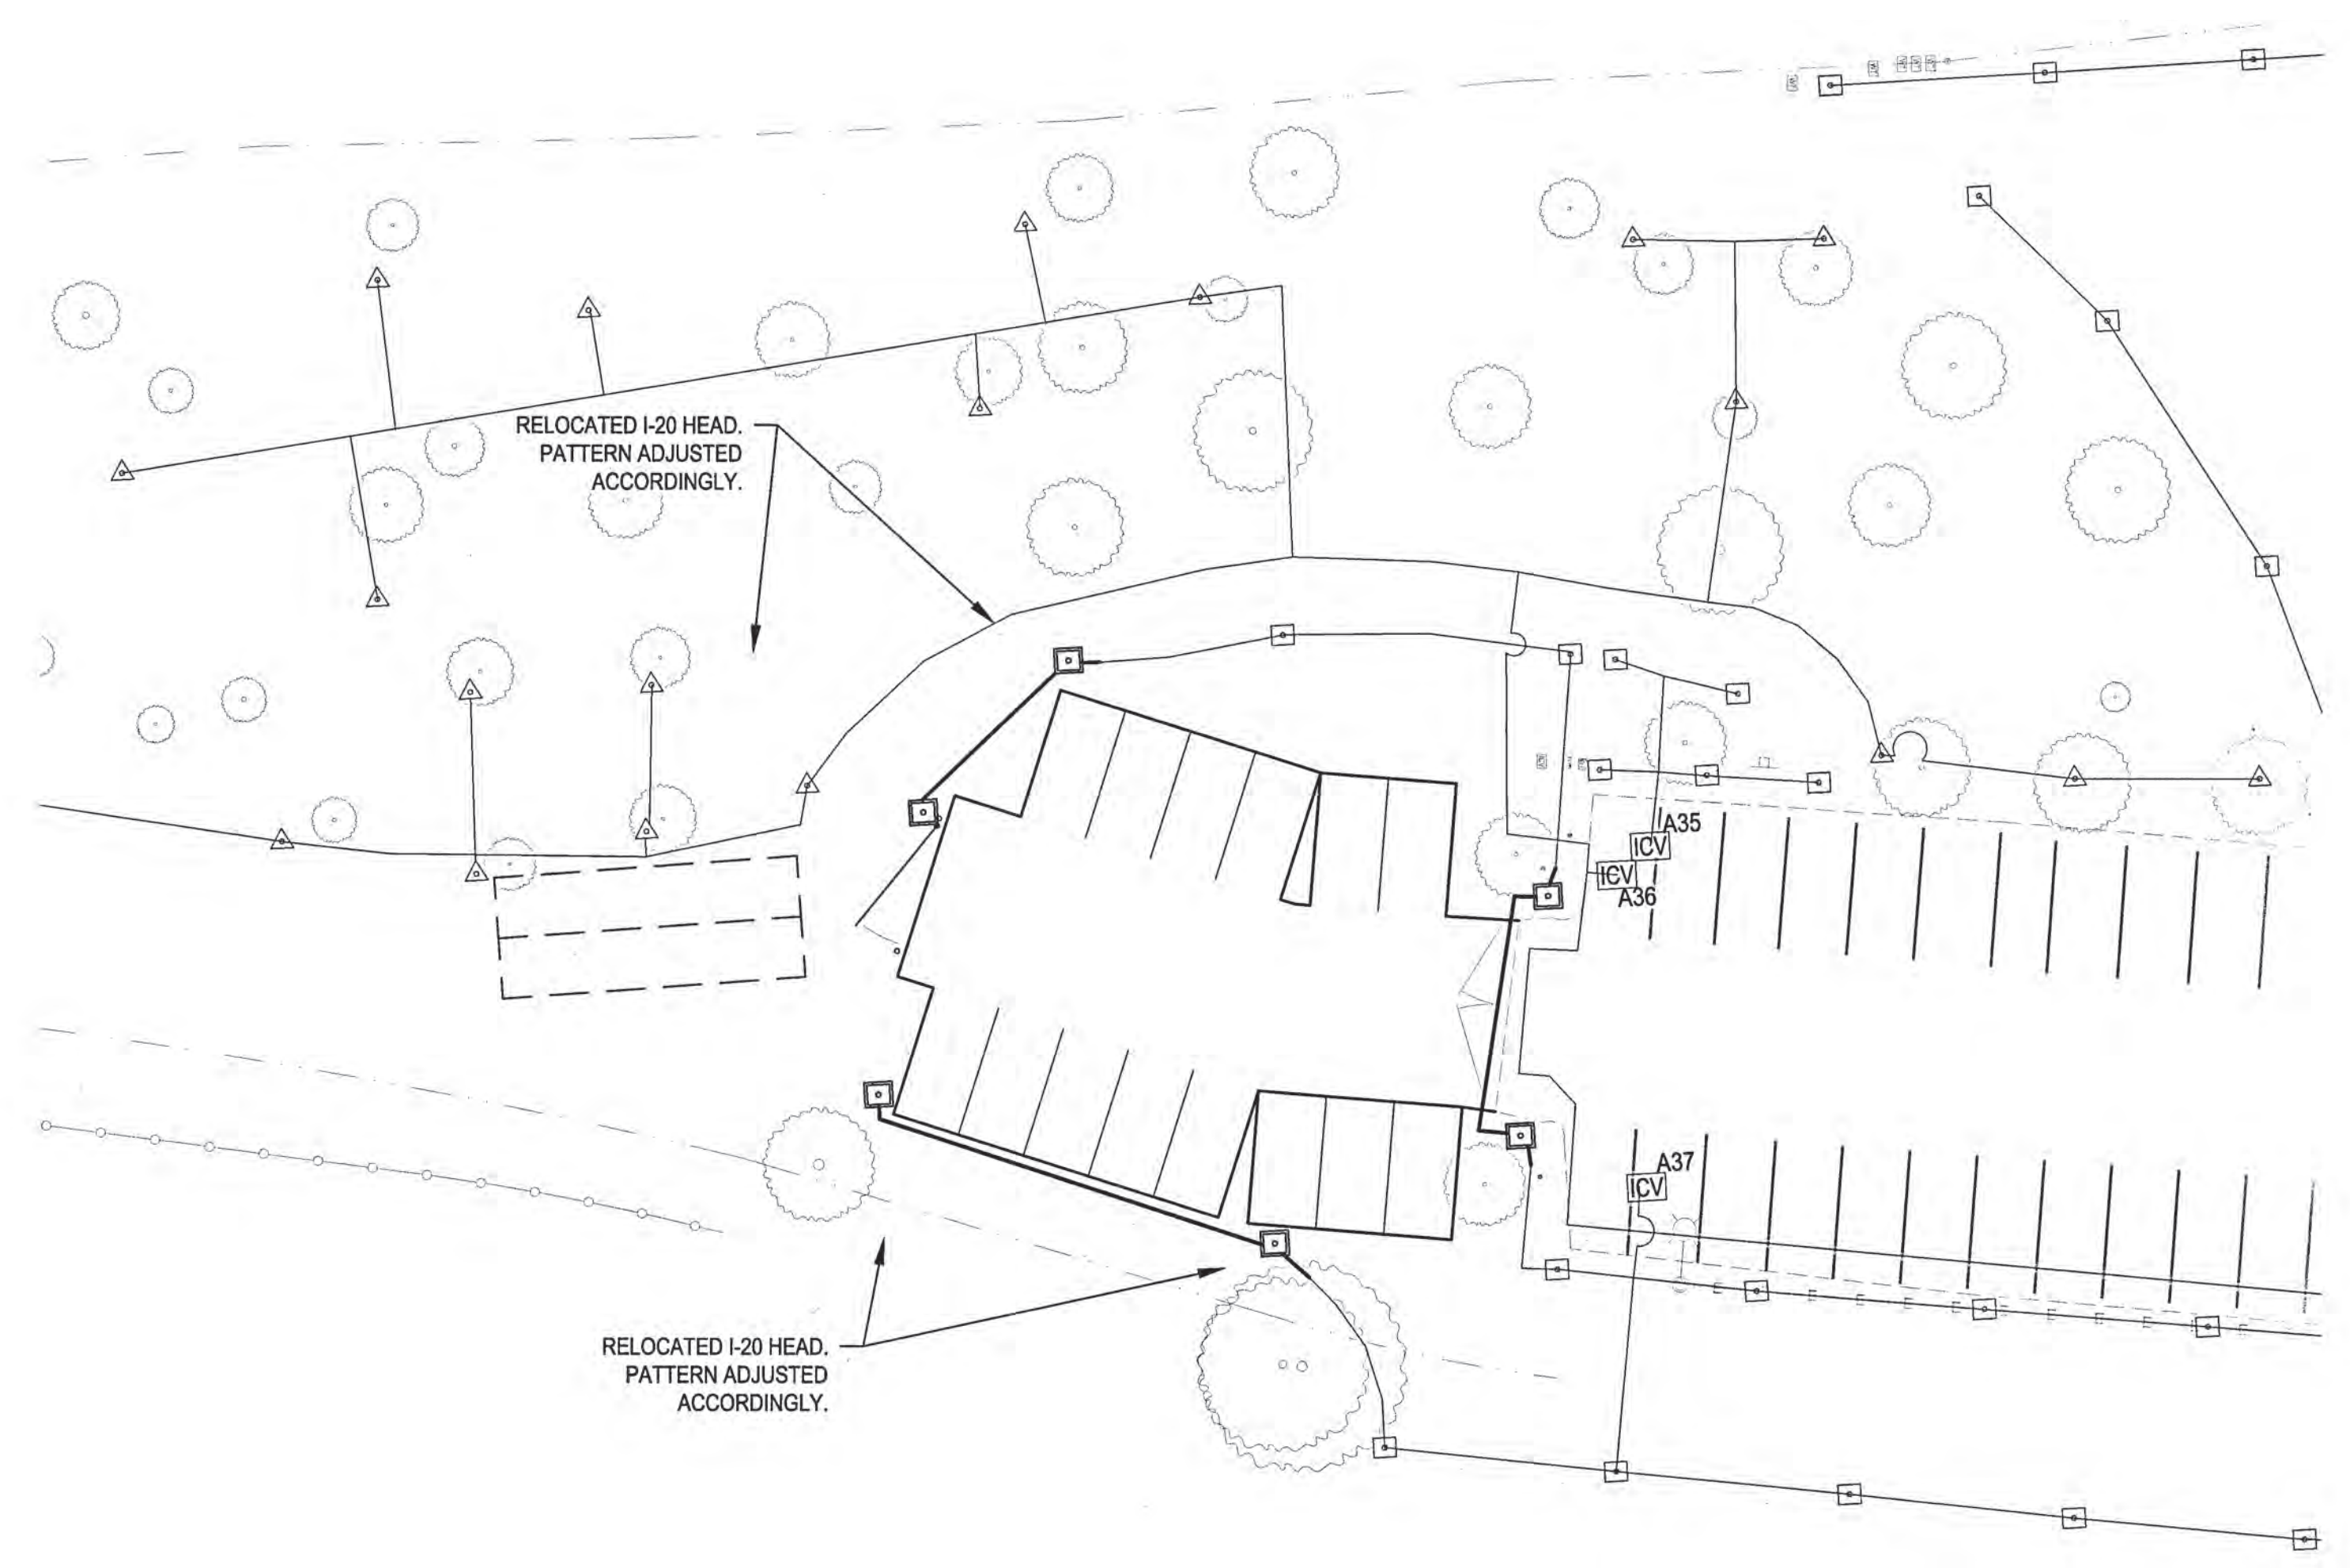 RELOCATED I-20 HEAD.
PATTERN ADJUSTED
ACCORDINGLY.
A35
ICV
ICV
A36
A37
ICV
RELOCATED I-20 HEAD.
PATTERN ADJUSTED
ACCORDINGLY.